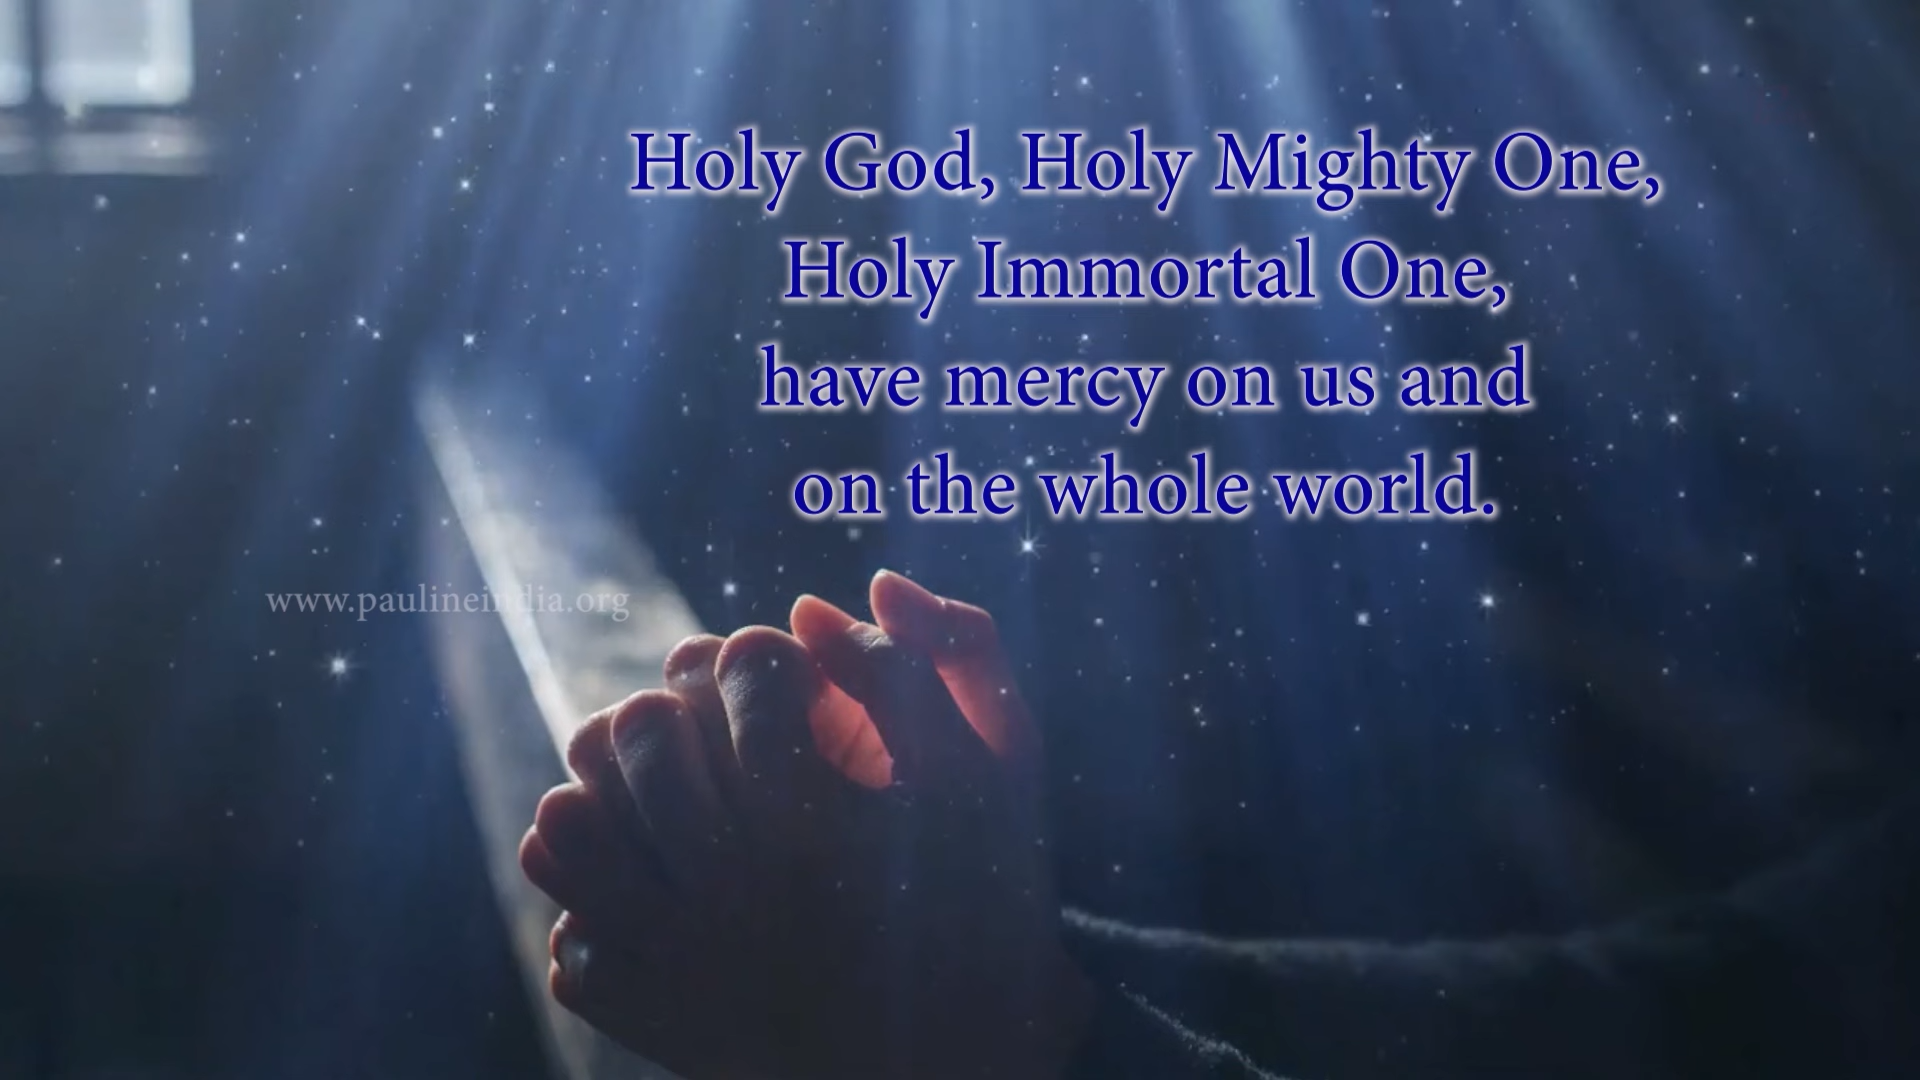 Holy God, Holy Mighty One,
Holy Immortal One,
have mercy on us and
on the whole world.
www.paulineindia.org